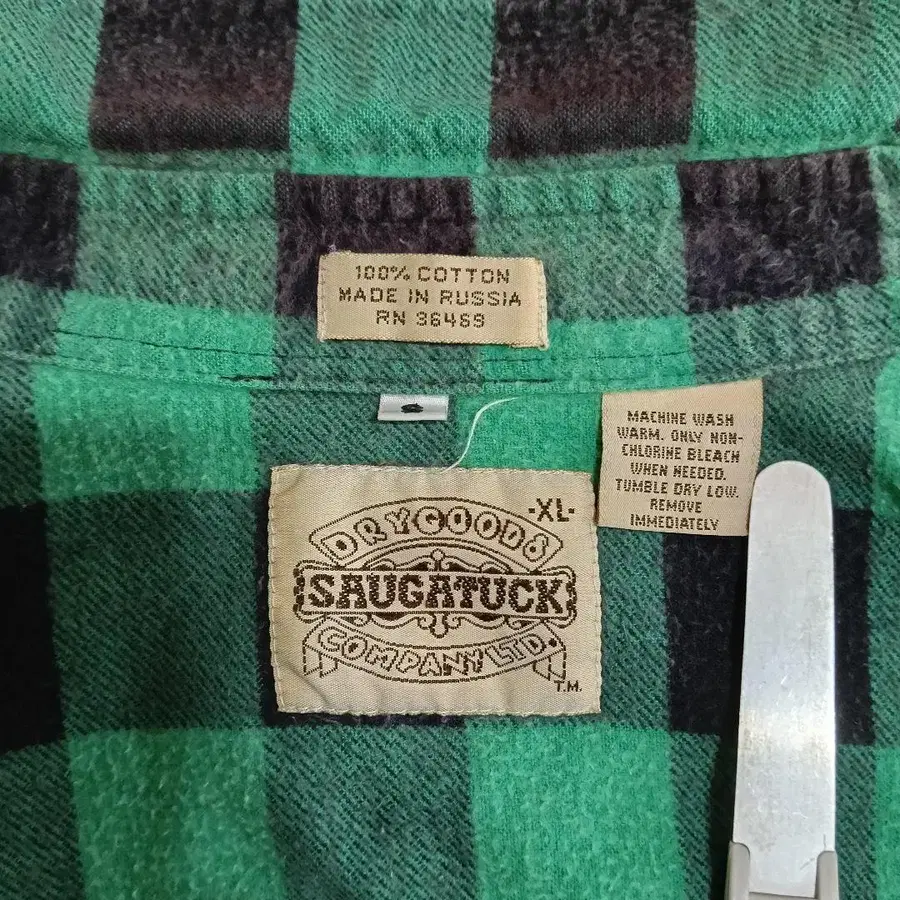 100% COTTON
MADE IN RUSSIA
RN 36469
MACHINE WASH
WARM. ONLY NON-
CHLORINE BLEACH
WHEN NEEDED.
TUMBLE DRY LOW.
REMOVE
IMMEDIATELY
-XL-
DRYGOODS
SAUGATUCK
COMPANY LTD.
T.M.